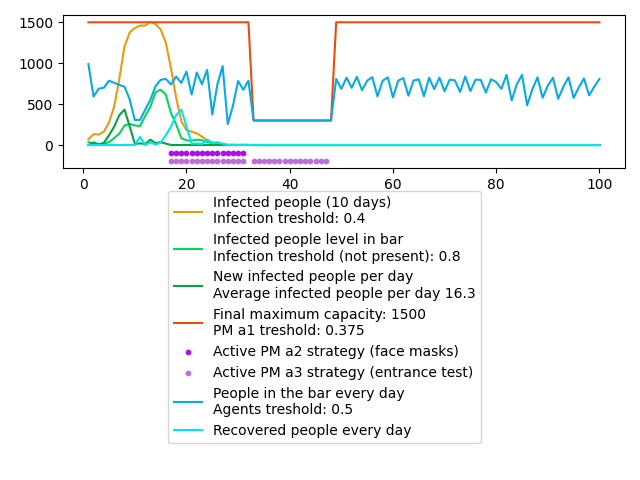 1500
1000
500
0
0 20 40 60 80 100
Infected people (10 days)
Infection treshold: 0.4
Infected people level in bar
Infection treshold (not present): 0.8
New infected people per day
Average infected people per day 16.3
Final maximum capacity: 1500
PM a1 treshold: 0.375
Active PM a2 strategy (face masks)
Active PM a3 strategy (entrance test)
People in the bar every day
Agents treshold: 0.5
Recovered people every day